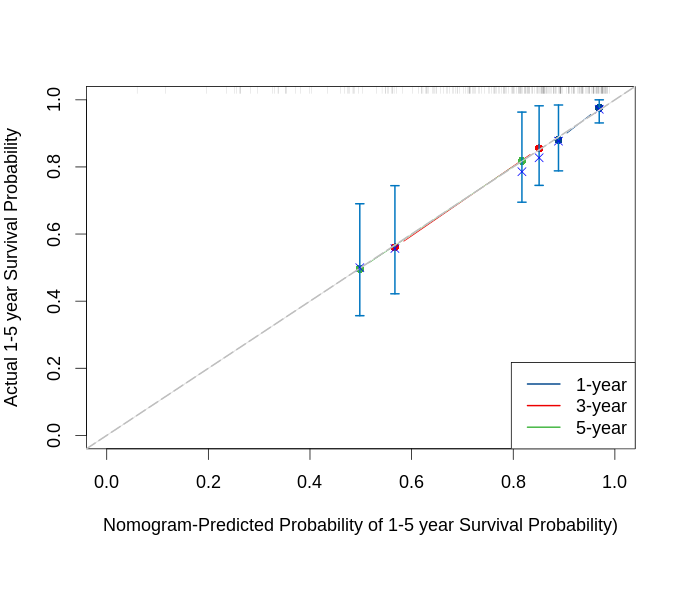 Actual 1-5 year Survival Probability
1.0
0.8
0.6
0.4
0.2
0.0
1-year
3-year
5-year
0.0 0.2 0.4 0.6 0.8 1.0
Nomogram-Predicted Probability of 1-5 year Survival Probability)